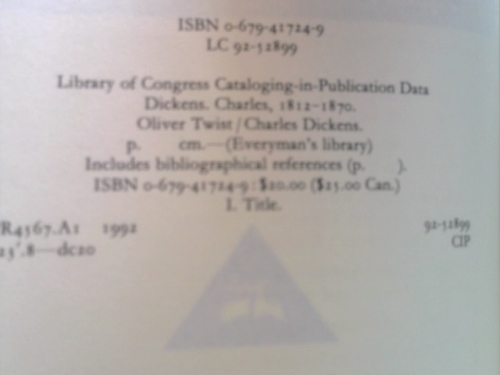 ISBN 0-679-41724-9
LC 92-52899
Library of Congress Cataloging-in-Publication Data
Dickens. Charles, 1812–1870.
Oliver Twist / Charles Dickens.
p. cm.—(Everyman's library)
Includes bibliographical references (p. ).
ISBN 0-679-41724-9 : $20.00 ($25.00 Can.)
I. Title.
R4567.A1 1992 92-52899
23'.8—dc20 CIP